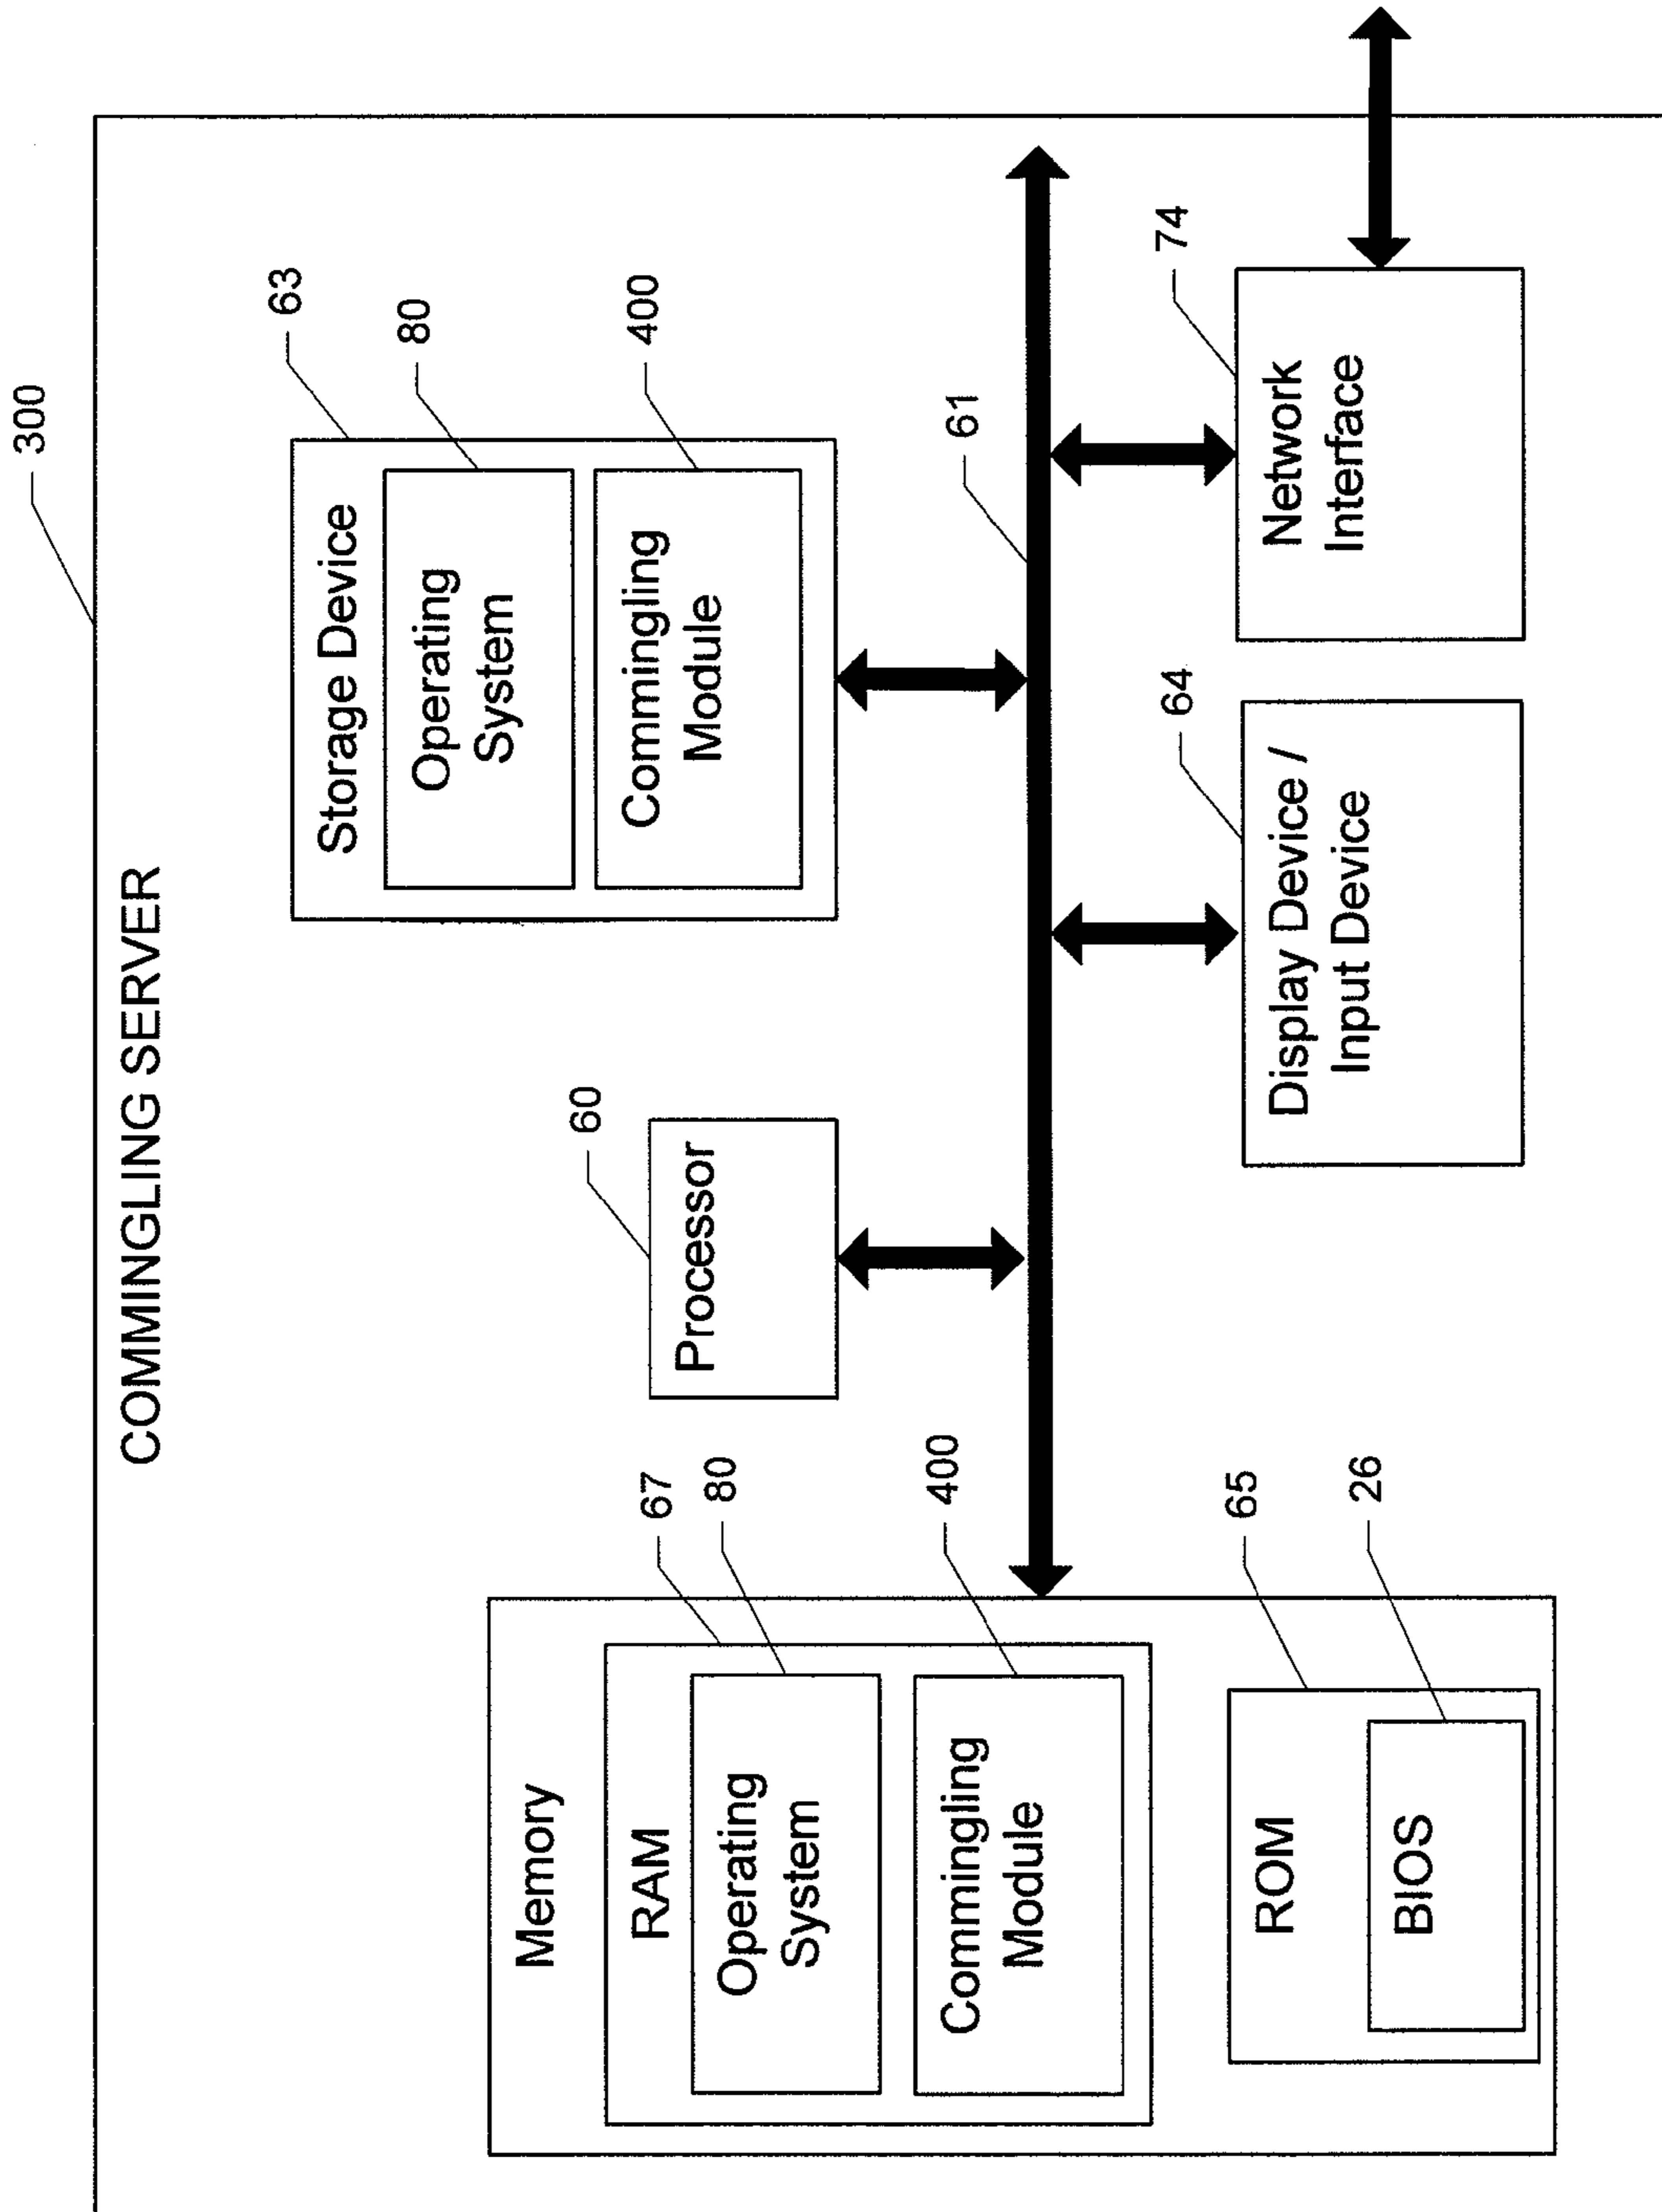 300
COMMINGLING SERVER
63
Storage Device
80
Operating
System
400
Commingling
Module
60
Processor
67
Memory
RAM
80
Operating
System
400
Commingling
Module
65
ROM
26
BIOS
61
64
Display Device /
Input Device
74
Network
Interface